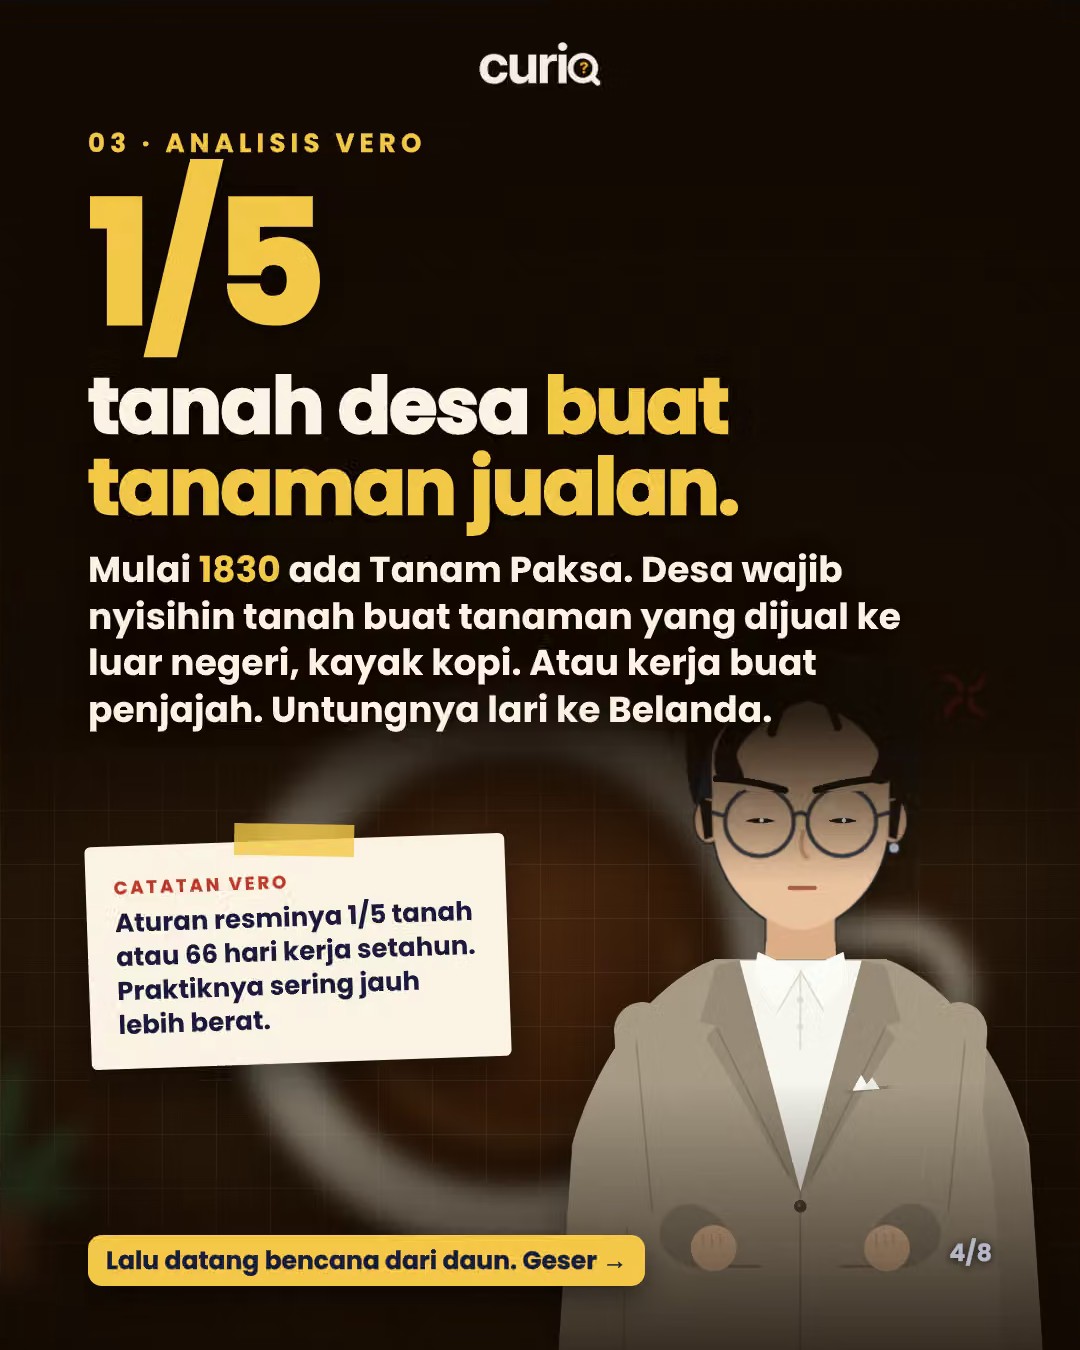 curiq
03 · ANALISIS VERO
1/5
tanah desa buat
tanaman jualan.
Mulai 1830 ada Tanam Paksa. Desa wajib
nyisihin tanah buat tanaman yang dijual ke
luar negeri, kayak kopi. Atau kerja buat
penjajah. Untungnya lari ke Belanda.
CATATAN VERO
Aturan resminya 1/5 tanah
atau 66 hari kerja setahun.
Praktiknya sering jauh
lebih berat.
Lalu datang bencana dari daun. Geser →
4/8